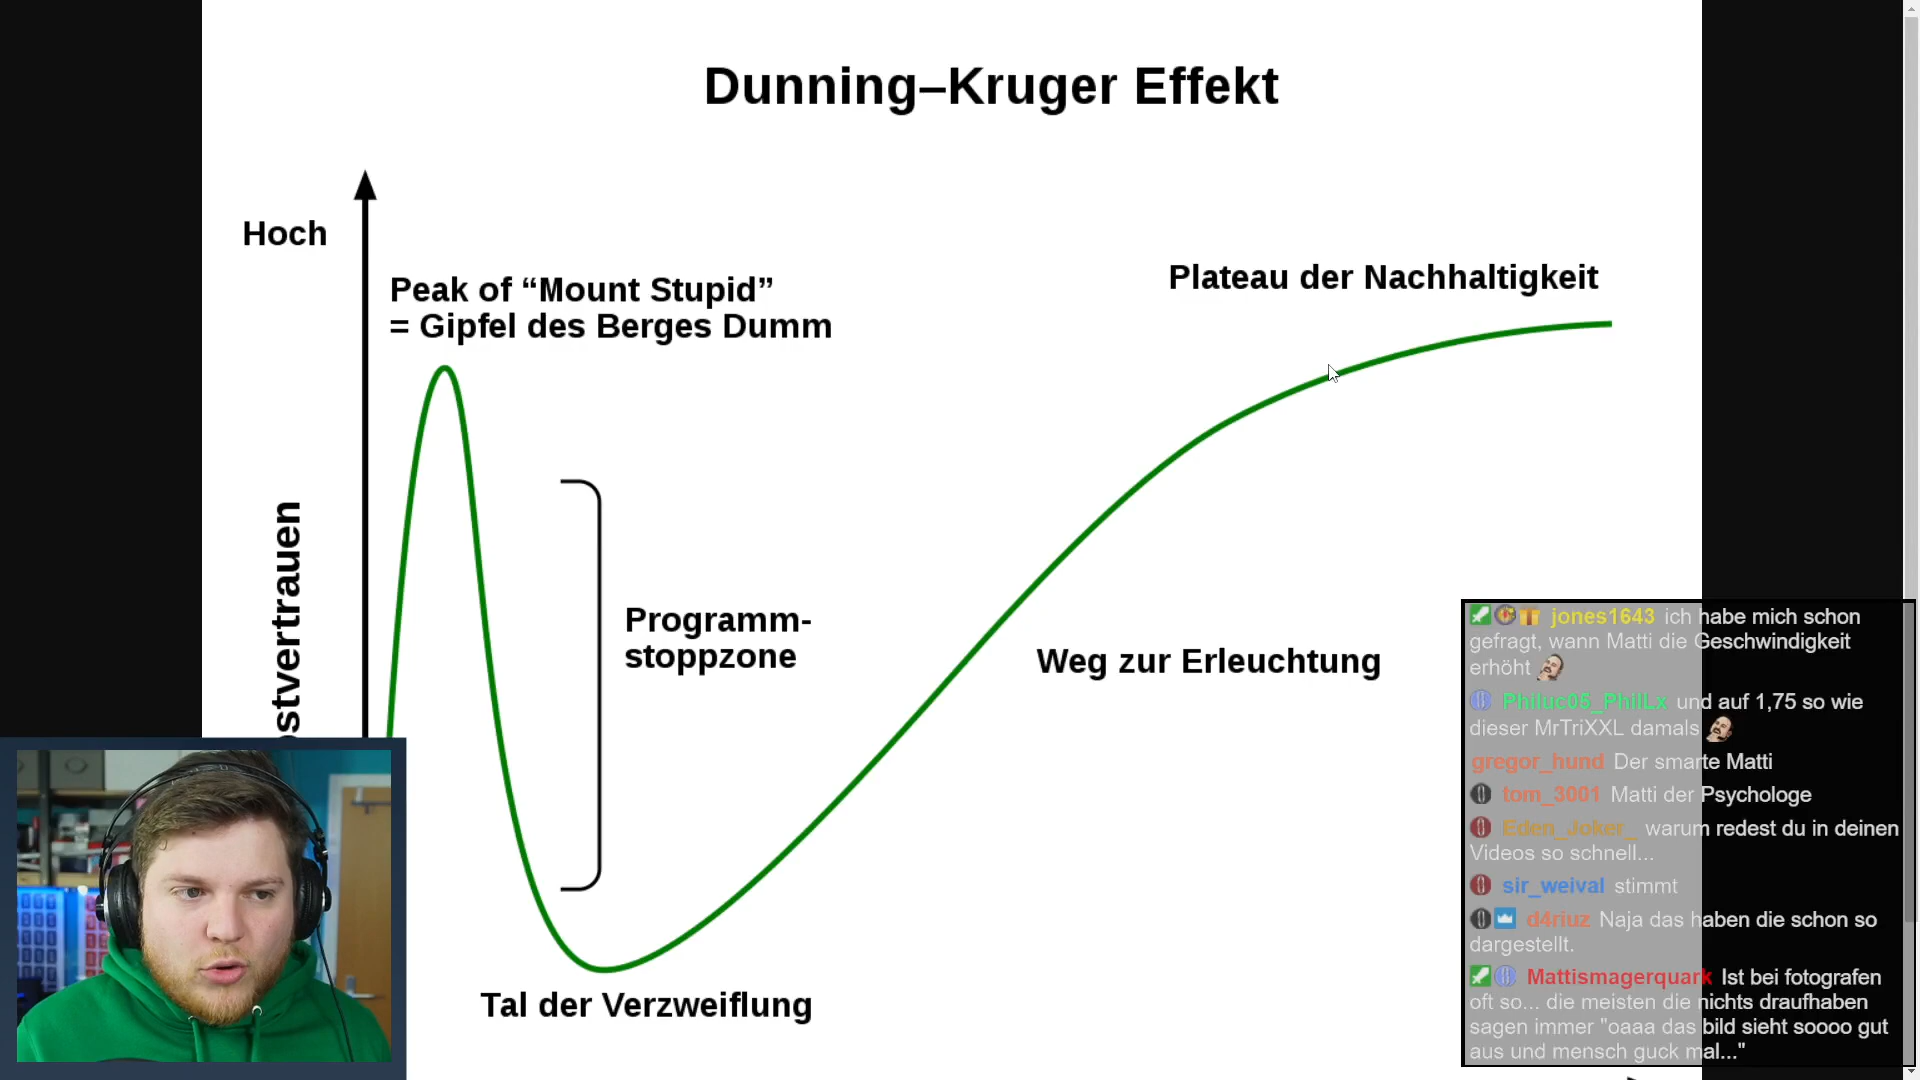 Dunning–Kruger Effekt
Hoch
Peak of “Mount Stupid”
= Gipfel des Berges Dumm
Plateau der Nachhaltigkeit
stvertrauen
Programm-
stoppzone
Weg zur Erleuchtung
Tal der Verzweiflung
jones1643 ich habe mich schon
gefragt, wann Matti die Geschwindigkeit
erhöht
Philuc05_PhilLx und auf 1,75 so wie
dieser MrTriXXL damals
gregor_hund Der smarte Matti
tom_3001 Matti der Psychologe
Eden_Joker_ warum redest du in deinen
Videos so schnell...
sir_weival stimmt
d4riuz Naja das haben die schon so
dargestellt.
Mattismagerquark Ist bei fotografen
oft so... die meisten die nichts draufhaben
sagen immer "oaaa das bild sieht soooo gut
aus und mensch guck mal..."